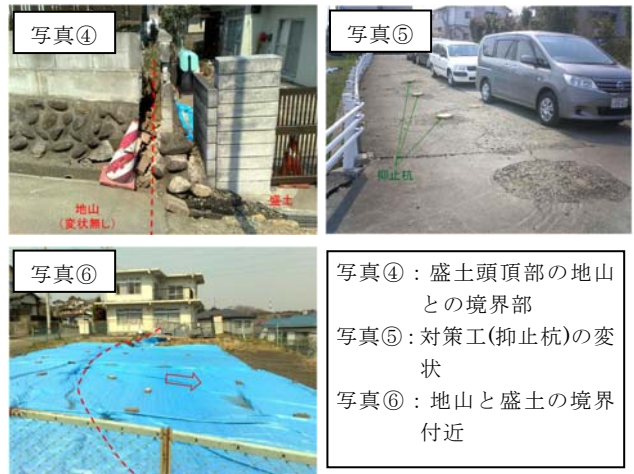 写真④
地山
(変状無し)
盛土
写真⑤
抑止杭
写真⑥
写真④：盛土頭頂部の地山
との境界部
写真⑤：対策工(抑止杭)の変
状
写真⑥：地山と盛土の境界
付近